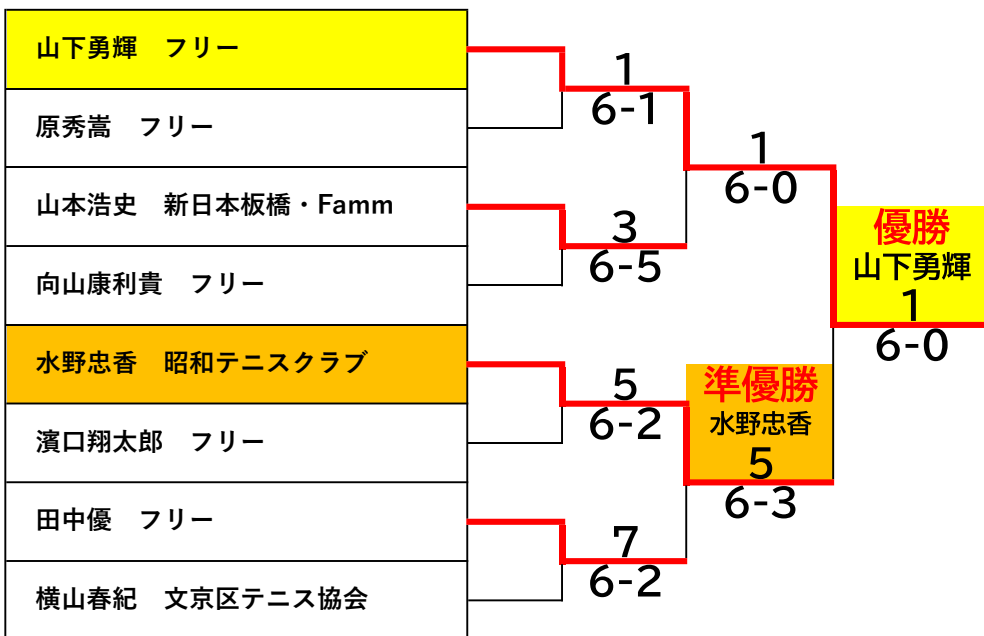 山下勇輝　フリー
原秀嵩　フリー
山本浩史　新日本板橋・Famm
向山康利貴　フリー
水野忠香　昭和テニスクラブ
濱口翔太郎　フリー
田中優　フリー
横山春紀　文京区テニス協会
1
6-1
3
6-5
5
6-2
7
6-2
1
6-0
準優勝
水野忠香
5
6-3
優勝
山下勇輝
1
6-0